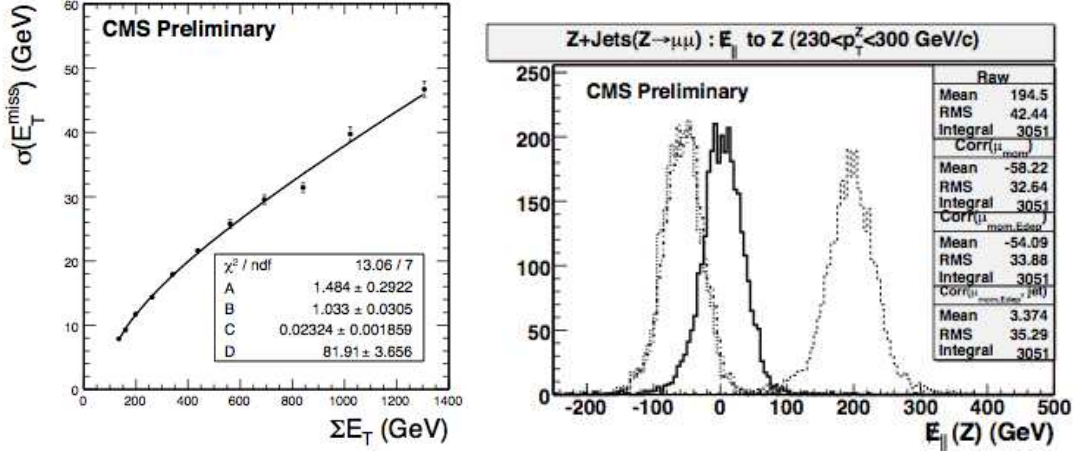 CMS Preliminary
σ(E_T^miss) (GeV)
60
50
40
30
20
10
0
χ² / ndf 13.06 / 7
A 1.484 ± 0.2922
B 1.033 ± 0.0305
C 0.02324 ± 0.001859
D 81.91 ± 3.656
0 200 400 600 800 1000 1200 1400
ΣE_T (GeV)
Z+Jets(Z→μμ) : E̸_|| to Z (230<p_T^Z<300 GeV/c)
CMS Preliminary
250
200
150
100
50
0
Raw
Mean 194.5
RMS 42.44
Integral 3051
Corr(μ_mom)
Mean -58.22
RMS 32.64
Integral 3051
Corr(μ_mom,Edep)
Mean -54.09
RMS 33.88
Integral 3051
Corr(μ_mom,Edep, jet)
Mean 3.374
RMS 35.29
Integral 3051
-200 -100 0 100 200 300 400 500
E̸_|| (Z) (GeV)